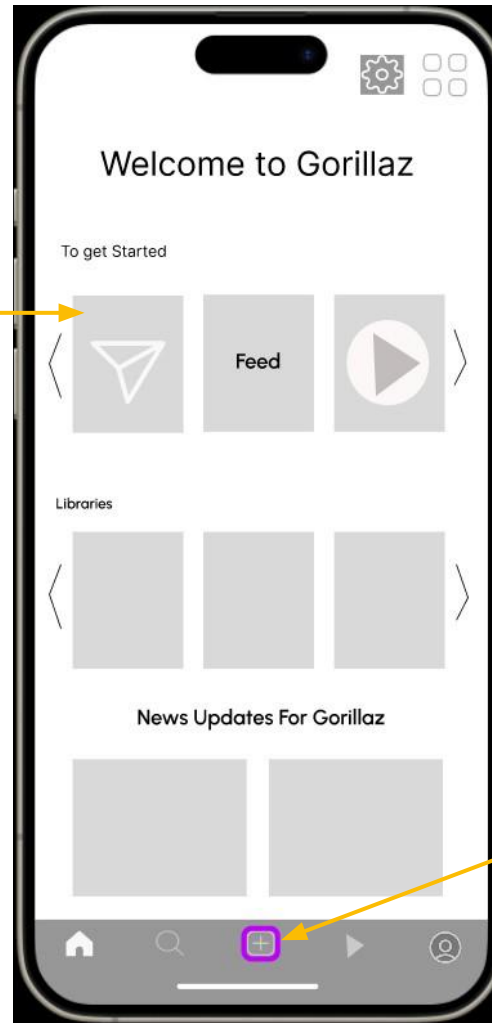 Welcome to Gorillaz
To get Started
Feed
Libraries
News Updates For Gorillaz